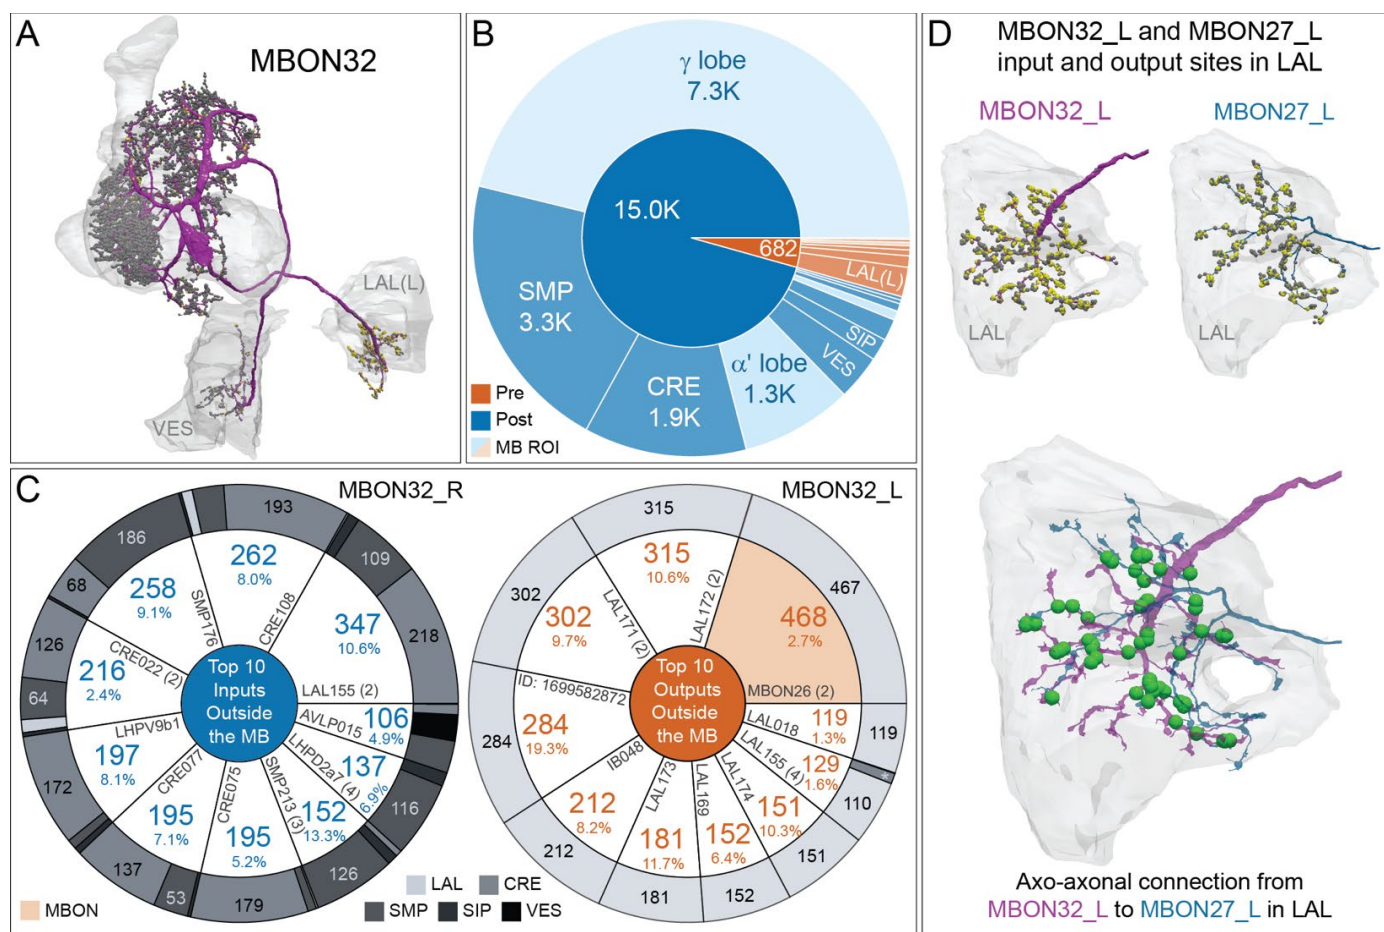 A
MBON32
LAL(L)
VES
B
γ lobe
7.3K
15.0K
682
LAL(L)
SMP
3.3K
SIP
VES
α' lobe
1.3K
CRE
1.9K
Pre
Post
MB ROI
C
MBON32_R
193
109
218
116
126
179
53
137
172
64
126
68
186
262
8.0%
CRE108
347
10.6%
LAL155 (2)
106
4.9%
AVLP015
137
6.9%
LHPD2a7 (4)
152
13.3%
SMP213 (3)
195
5.2%
CRE075
195
7.1%
CRE077
197
8.1%
LHPV9b1
216
2.4%
CRE022 (2)
258
9.1%
SMP176
Top 10
Inputs
Outside
the MB
MBON32_L
315
467
119
*
110
151
152
181
212
284
302
315
10.6%
LAL172 (2)
468
2.7%
MBON26 (2)
119
1.3%
LAL018
129
1.6%
LAL155 (4)
151
10.3%
LAL174
152
6.4%
LAL169
181
11.7%
LAL173
212
8.2%
IB048
284
19.3%
ID: 1699582872
302
9.7%
LAL171 (2)
Top 10
Outputs
Outside
the MB
MBON
LAL
CRE
SMP
SIP
VES
D
MBON32_L and MBON27_L
input and output sites in LAL
MBON32_L
MBON27_L
LAL
LAL
Axo-axonal connection from
MBON32_L to MBON27_L in LAL